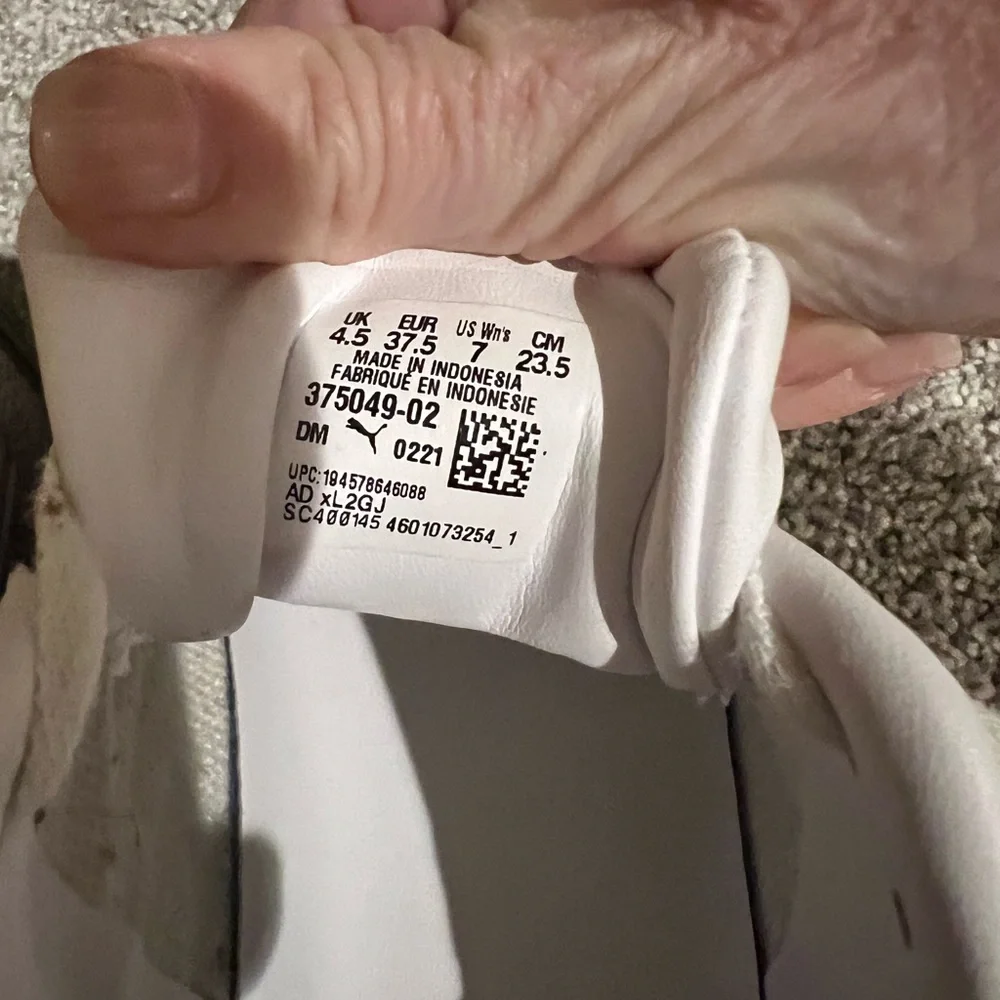 UK EUR US Wn's CM
4.5 37.5 7 23.5
MADE IN INDONESIA
FABRIQUÉ EN INDONESIE
375049-02
DM 0221
UPC:194578646088
AD xL2GJ
SC400145 4601073254_1